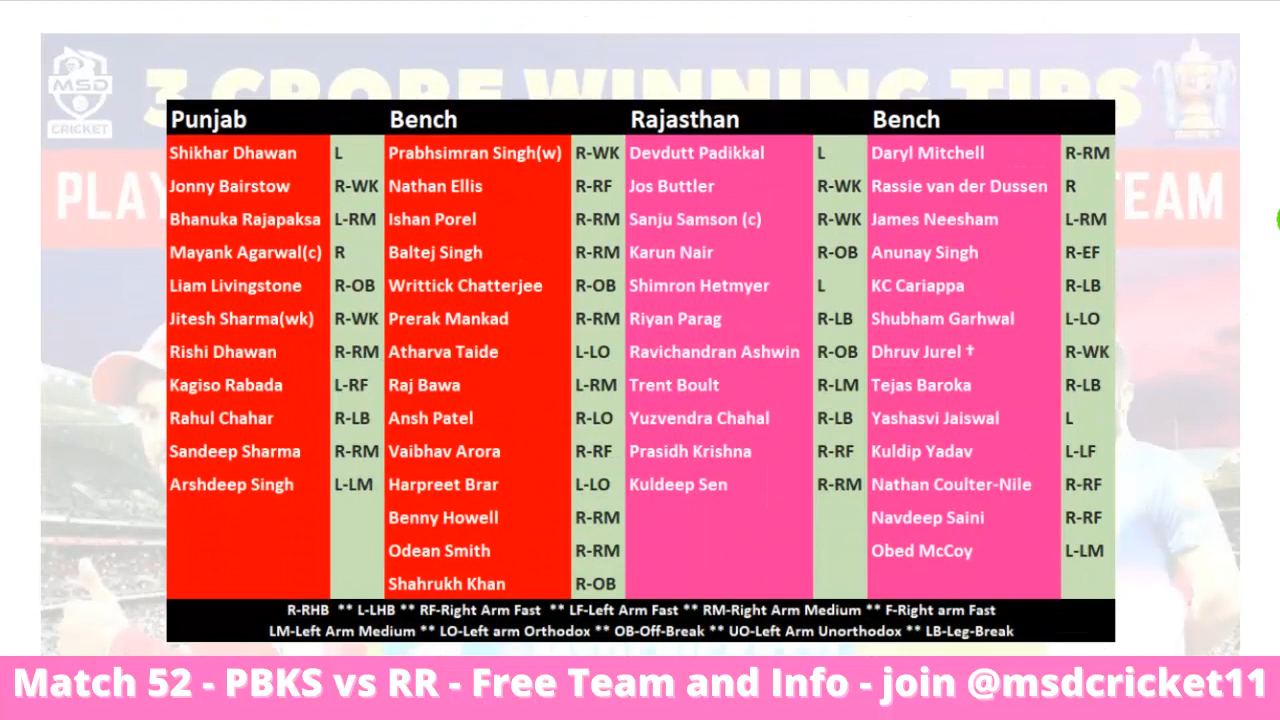 3 CRORE WINNING TIPS
MSD
CRICKET
Punjab Bench Rajasthan Bench
Shikhar Dhawan L Prabhsimran Singh(w) R-WK Devdutt Padikkal L Daryl Mitchell R-RM
Jonny Bairstow R-WK Nathan Ellis R-RF Jos Buttler R-WK Rassie van der Dussen R
Bhanuka Rajapaksa L-RM Ishan Porel R-RM Sanju Samson (c) R-WK James Neesham L-RM
Mayank Agarwal(c) R Baltej Singh R-RM Karun Nair R-OB Anunay Singh R-EF
Liam Livingstone R-OB Writtick Chatterjee R-OB Shimron Hetmyer L KC Cariappa R-LB
Jitesh Sharma(wk) R-WK Prerak Mankad R-RM Riyan Parag R-LB Shubham Garhwal L-LO
Rishi Dhawan R-RM Atharva Taide L-LO Ravichandran Ashwin R-OB Dhruv Jurel † R-WK
Kagiso Rabada L-RF Raj Bawa L-RM Trent Boult R-LM Tejas Baroka R-LB
Rahul Chahar R-LB Ansh Patel R-LO Yuzvendra Chahal R-LB Yashasvi Jaiswal L
Sandeep Sharma R-RM Vaibhav Arora R-RF Prasidh Krishna R-RF Kuldip Yadav L-LF
Arshdeep Singh L-LM Harpreet Brar L-LO Kuldeep Sen R-RM Nathan Coulter-Nile R-RF
Benny Howell R-RM Navdeep Saini R-RF
Odean Smith R-RM Obed McCoy L-LM
Shahrukh Khan R-OB
R-RHB ** L-LHB ** RF-Right Arm Fast ** LF-Left Arm Fast ** RM-Right Arm Medium ** F-Right arm Fast
LM-Left Arm Medium ** LO-Left arm Orthodox ** OB-Off-Break ** UO-Left Arm Unorthodox ** LB-Leg-Break
PLAY
TEAM
Match 52 - PBKS vs RR - Free Team and Info - join @msdcricket11